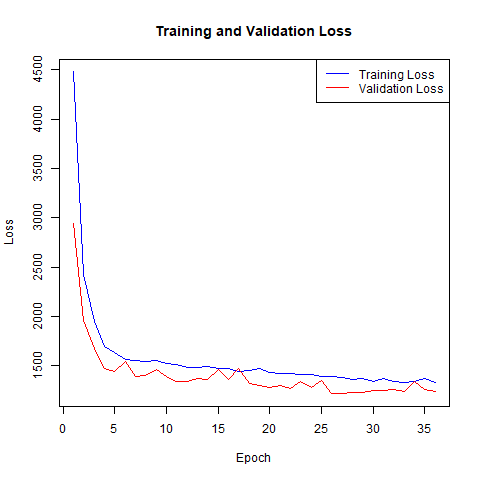 Training and Validation Loss
Training Loss
Validation Loss
4500
4000
3500
3000
2500
2000
1500
Loss
0 5 10 15 20 25 30 35
Epoch